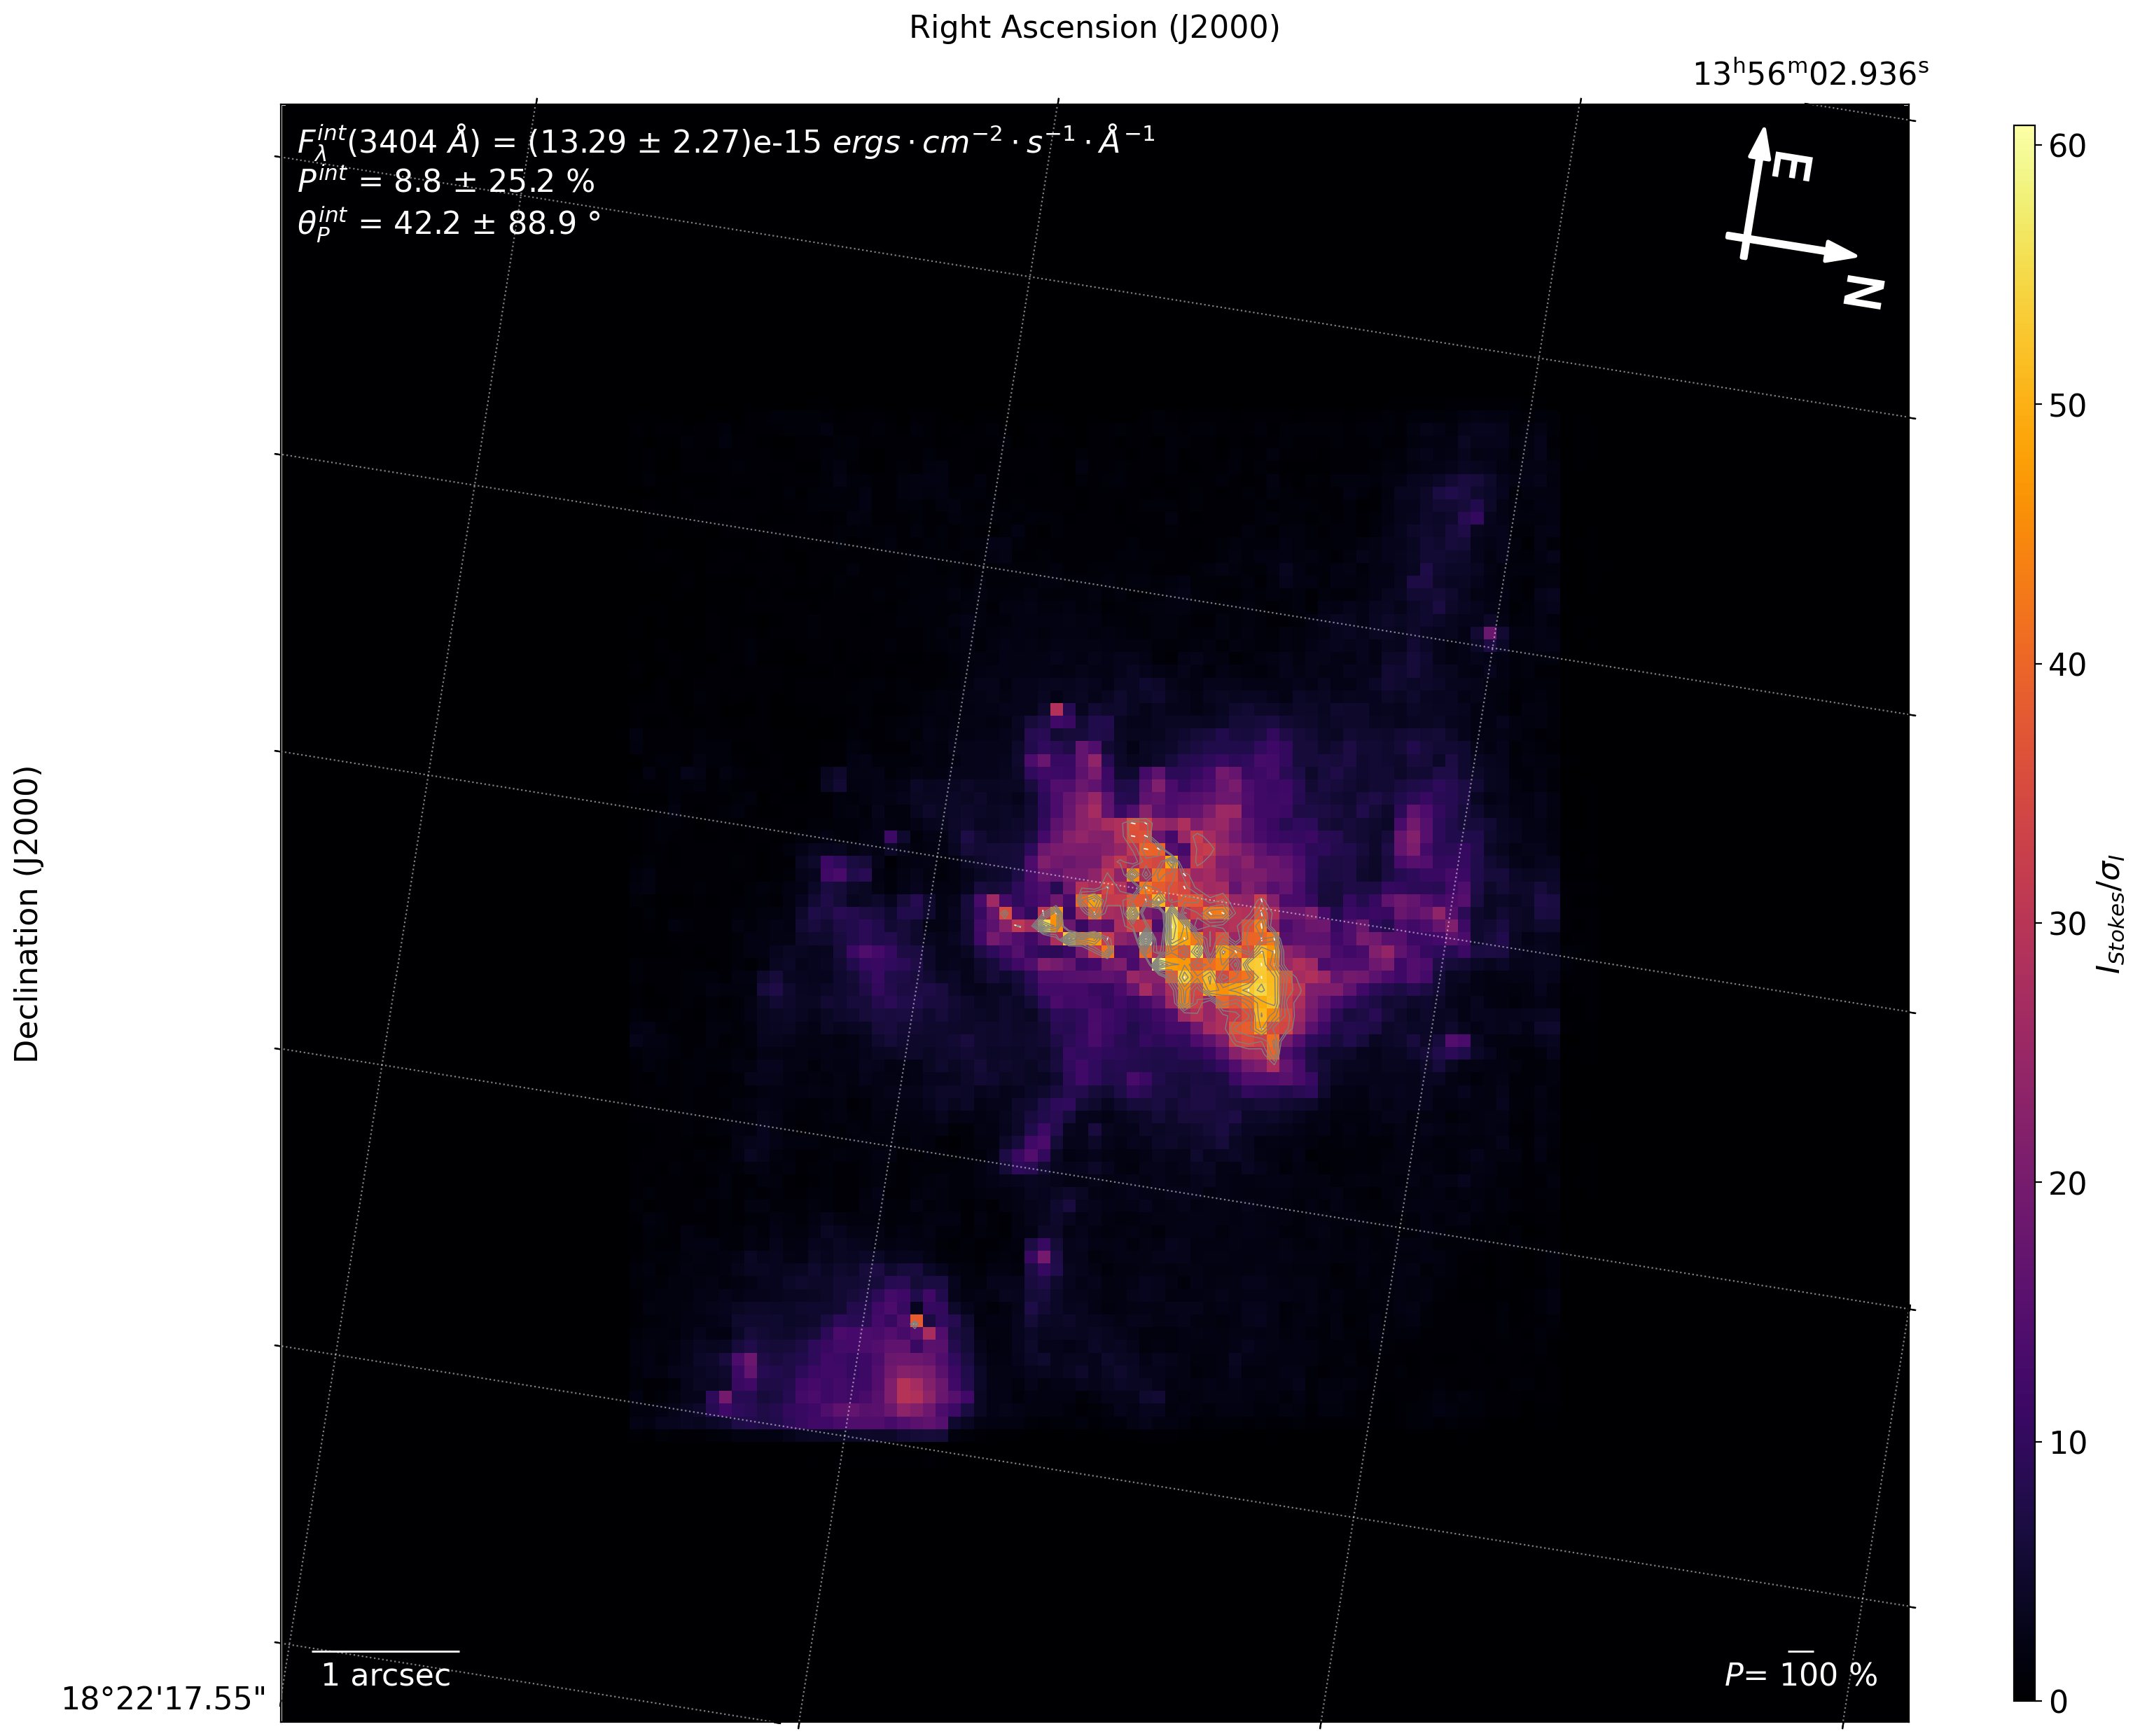 Right Ascension (J2000)
13ʰ56ᵐ02.936ˢ
F_λ^int(3404 Å) = (13.29 ± 2.27)e-15 ergs · cm⁻² · s⁻¹ · Å⁻¹
P^int = 8.8 ± 25.2 %
θ_P^int = 42.2 ± 88.9 °
E
N
Declination (J2000)
1 arcsec
P= 100 %
18°22'17.55"
60
50
40
30
20
10
0
I_Stokes/σ_I